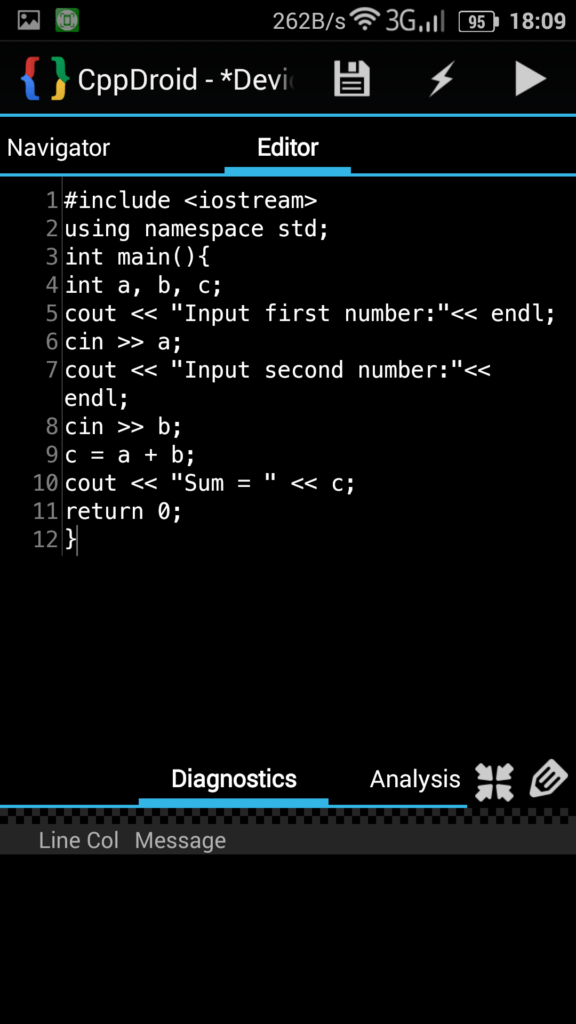 262B/s 3G 95 18:09
CppDroid - *Devi
Navigator Editor
1 #include <iostream>
2 using namespace std;
3 int main(){
4 int a, b, c;
5 cout << "Input first number:"<< endl;
6 cin >> a;
7 cout << "Input second number:"<<
endl;
8 cin >> b;
9 c = a + b;
10 cout << "Sum = " << c;
11 return 0;
12 }
Diagnostics Analysis
Line Col Message